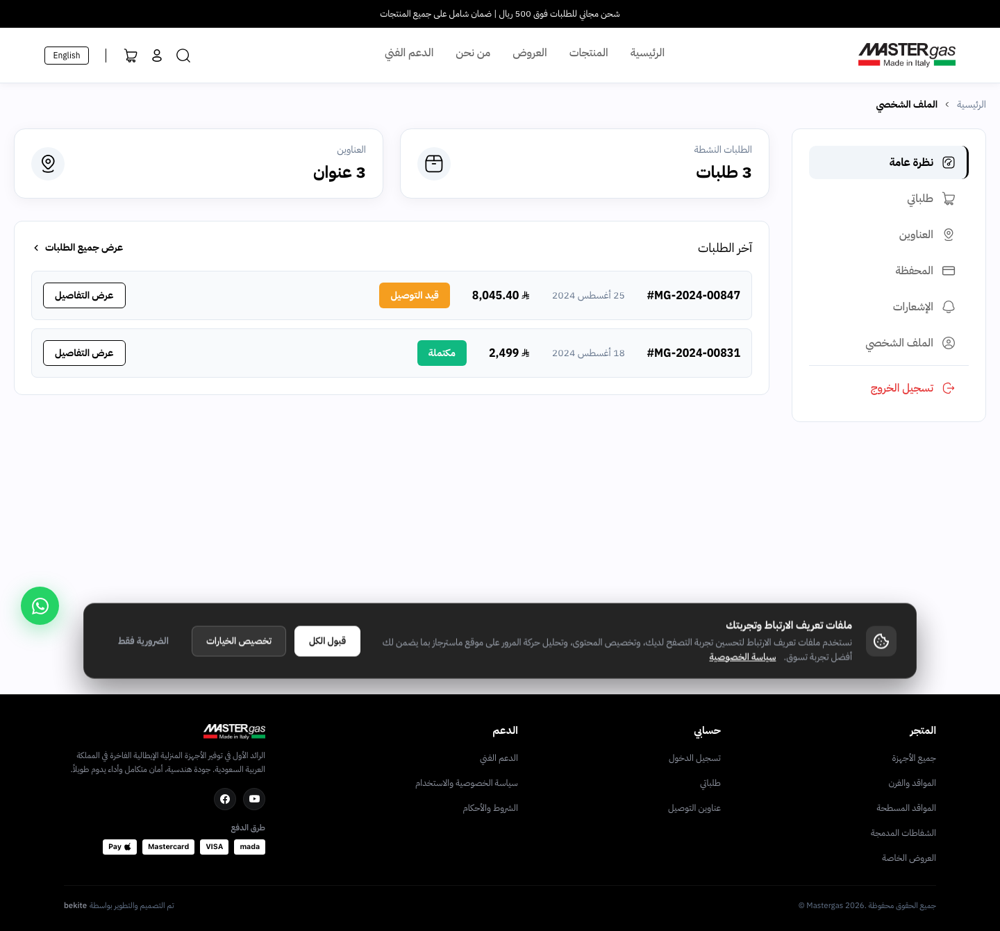 شحن مجاني للطلبات فوق 500 ريال | ضمان شامل على جميع المنتجات
MASTERgas
Made in Italy
الرئيسية
المنتجات
العروض
من نحن
الدعم الفني
English
الرئيسية
الملف الشخصي
نظرة عامة
طلباتي
العناوين
المحفظة
الإشعارات
الملف الشخصي
تسجيل الخروج
الطلبات النشطة
3 طلبات
العناوين
3 عنوان
آخر الطلبات
عرض جميع الطلبات
#MG-2024-00847
25 أغسطس 2024
8,045.40
قيد التوصيل
عرض التفاصيل
#MG-2024-00831
18 أغسطس 2024
2,499
مكتملة
عرض التفاصيل
ملفات تعريف الارتباط وتجربتك
نستخدم ملفات تعريف الارتباط لتحسين تجربة التصفح لديك، وتخصيص المحتوى، وتحليل حركة المرور على موقع ماسترجاز بما يضمن لك
أفضل تجربة تسوق. سياسة الخصوصية
قبول الكل
تخصيص الخيارات
الضرورية فقط
المتجر
جميع الأجهزة
المواقد والفرن
المواقد المسطحة
الشفاطات المدمجة
العروض الخاصة
حسابي
تسجيل الدخول
طلباتي
عناوين التوصيل
الدعم
الدعم الفني
سياسة الخصوصية والاستخدام
الشروط والأحكام
MASTERgas
Made in Italy
الرائد الأول في توفير الأجهزة المنزلية الإيطالية الفاخرة في المملكة
العربية السعودية. جودة هندسية، أمان متكامل وأداء يدوم طويلاً.
طرق الدفع
mada
VISA
Mastercard
Pay
جميع الحقوق محفوظة .Mastergas 2026 ©
تم التصميم والتطوير بواسطة bekite